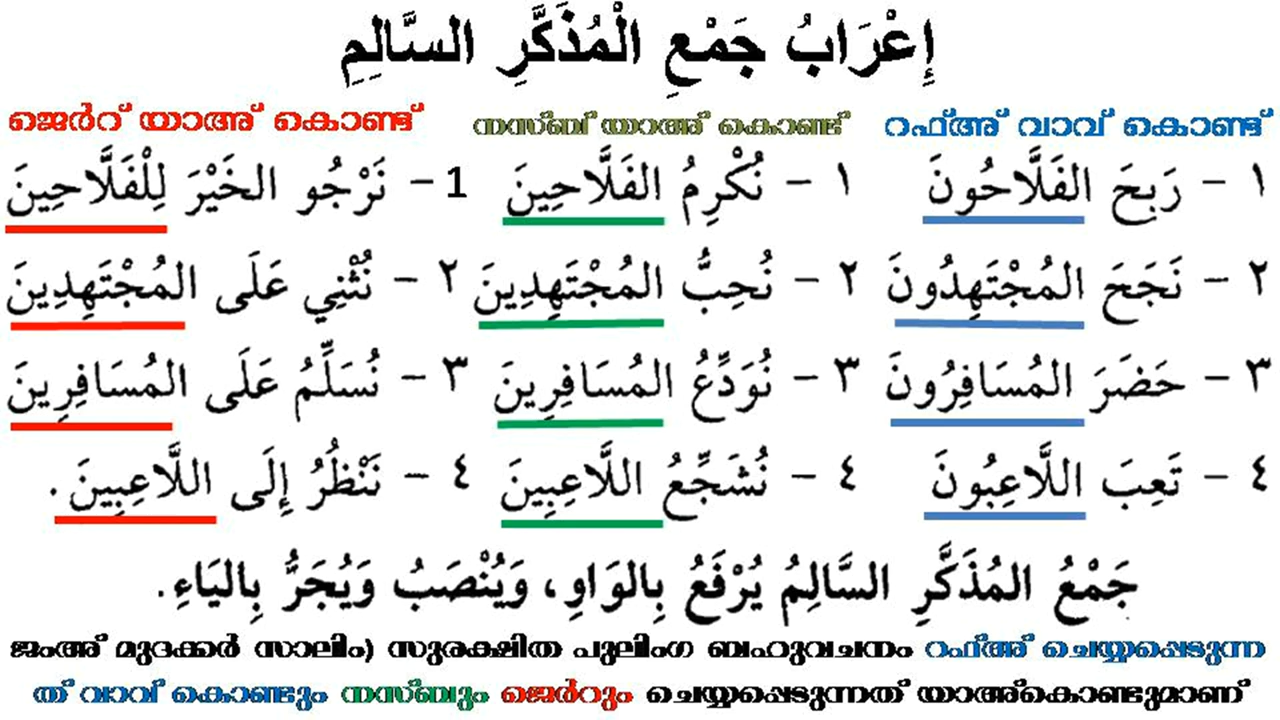 إِعْرَابُ جَمْعِ الْمُذَكَّرِ السَّالِمِ
റഫ്അ് വാവ് കൊണ്ട് നസ്ബ് യാഅ് കൊണ്ട് ജെർറ് യാഅ് കൊണ്ട്
١ - رَبِحَ الفَلَّاحُونَ ١ - نُكْرِمُ الفَلَّاحِينَ 1 - نَرْجُو الخَيْرَ لِلْفَلَّاحِينَ
٢ - نَجَحَ المُجْتَهِدُونَ ٢ - نُحِبُّ المُجْتَهِدِينَ ٢ - نُثْنِي عَلَى المُجْتَهِدِينَ
٣ - حَضَرَ المُسَافِرُونَ ٣ - نُوَدِّعُ المُسَافِرِينَ ٣ - نُسَلِّمُ عَلَى المُسَافِرِينَ
٤ - تَعِبَ اللَّاعِبُونَ ٤ - نُشَجِّعُ اللَّاعِبِينَ ٤ - نَنْظُرُ إِلَى اللَّاعِبِينَ .
جَمْعُ المُذَكَّرِ السَّالِمُ يُرْفَعُ بِالوَاوِ، وَيُنْصَبُ وَيُجَرُّ بِاليَاءِ.
ജംഅ് മുദക്കർ സാലിം) സുരക്ഷിത പുലിംഗ ബഹുവചനം റഫ്അ് ചെയ്യപ്പെടുന്ന
ത് വാവ് കൊണ്ടും നസ്ബും ജെർറും ചെയ്യപ്പെടുന്നത് യാഅ്കൊണ്ടുമാണ്